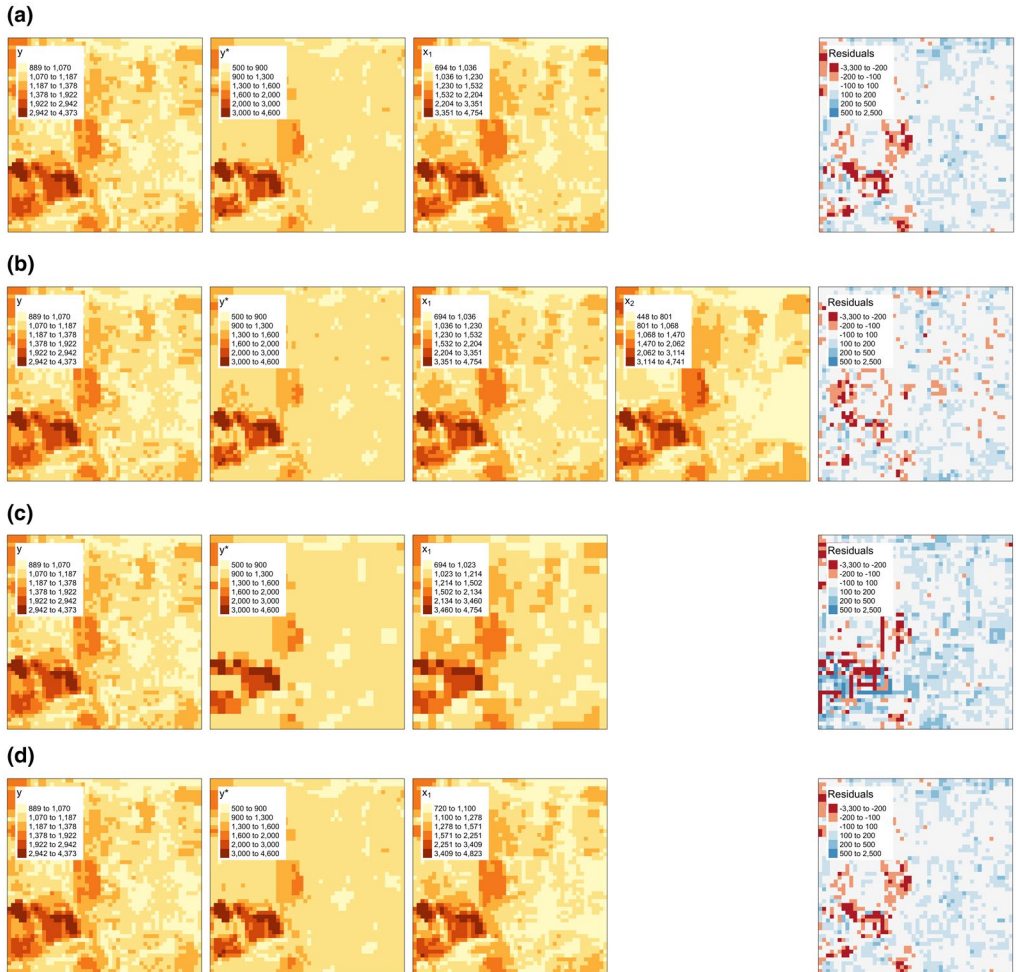 (a)
y
889 to 1,070
1,070 to 1,187
1,187 to 1,378
1,378 to 1,922
1,922 to 2,942
2,942 to 4,373
y*
500 to 900
900 to 1,300
1,300 to 1,600
1,600 to 2,000
2,000 to 3,000
3,000 to 4,600
x₁
694 to 1,036
1,036 to 1,230
1,230 to 1,532
1,532 to 2,204
2,204 to 3,351
3,351 to 4,754
Residuals
-3,300 to -200
-200 to -100
-100 to 100
100 to 200
200 to 500
500 to 2,500
(b)
y
889 to 1,070
1,070 to 1,187
1,187 to 1,378
1,378 to 1,922
1,922 to 2,942
2,942 to 4,373
y*
500 to 900
900 to 1,300
1,300 to 1,600
1,600 to 2,000
2,000 to 3,000
3,000 to 4,600
x₁
694 to 1,036
1,036 to 1,230
1,230 to 1,532
1,532 to 2,204
2,204 to 3,351
3,351 to 4,754
x₂
448 to 801
801 to 1,068
1,068 to 1,470
1,470 to 2,062
2,062 to 3,114
3,114 to 4,741
Residuals
-3,300 to -200
-200 to -100
-100 to 100
100 to 200
200 to 500
500 to 2,500
(c)
y
889 to 1,070
1,070 to 1,187
1,187 to 1,378
1,378 to 1,922
1,922 to 2,942
2,942 to 4,373
y*
500 to 900
900 to 1,300
1,300 to 1,600
1,600 to 2,000
2,000 to 3,000
3,000 to 4,600
x₁
694 to 1,023
1,023 to 1,214
1,214 to 1,502
1,502 to 2,134
2,134 to 3,460
3,460 to 4,754
Residuals
-3,300 to -200
-200 to -100
-100 to 100
100 to 200
200 to 500
500 to 2,500
(d)
y
889 to 1,070
1,070 to 1,187
1,187 to 1,378
1,378 to 1,922
1,922 to 2,942
2,942 to 4,373
y*
500 to 900
900 to 1,300
1,300 to 1,600
1,600 to 2,000
2,000 to 3,000
3,000 to 4,600
x₁
720 to 1,100
1,100 to 1,278
1,278 to 1,571
1,571 to 2,251
2,251 to 3,409
3,409 to 4,823
Residuals
-3,300 to -200
-200 to -100
-100 to 100
100 to 200
200 to 500
500 to 2,500